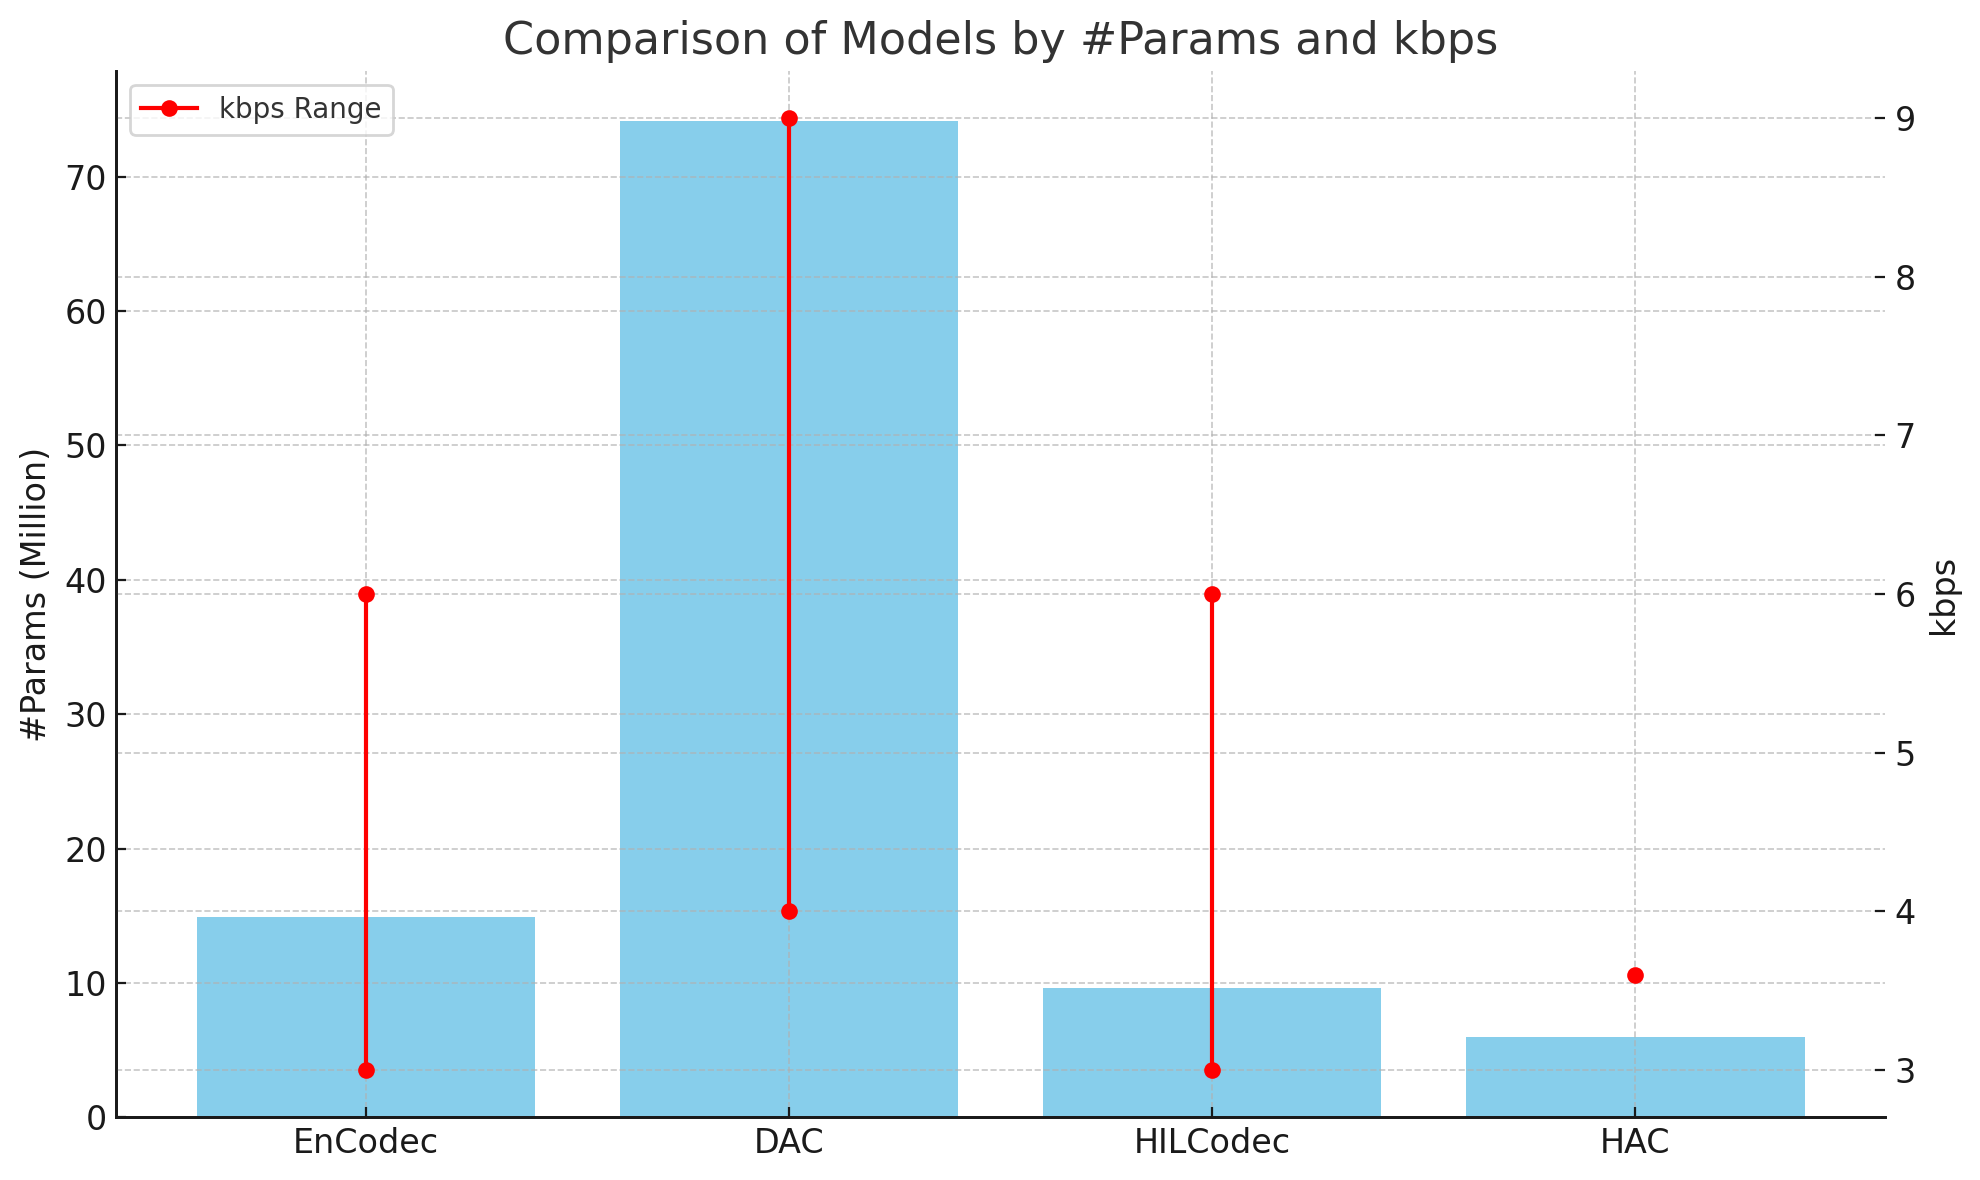 Comparison of Models by #Params and kbps
kbps Range
#Params (Million)
70
60
50
40
30
20
10
0
9
8
7
6
5
4
3
kbps
EnCodec
DAC
HILCodec
HAC